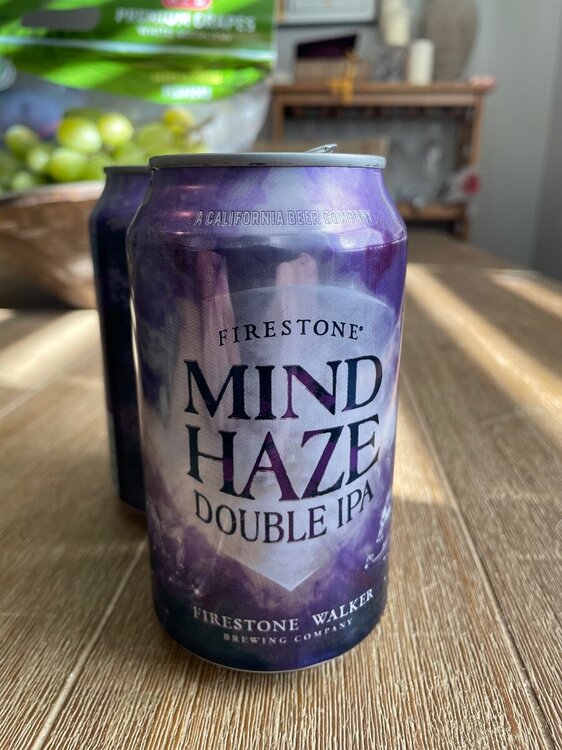 PREMIUM GRAPES
A CALIFORNIA BEER COMPANY
FIRESTONE®
MIND
HAZE
DOUBLE IPA
FIRESTONE WALKER
BREWING COMPANY